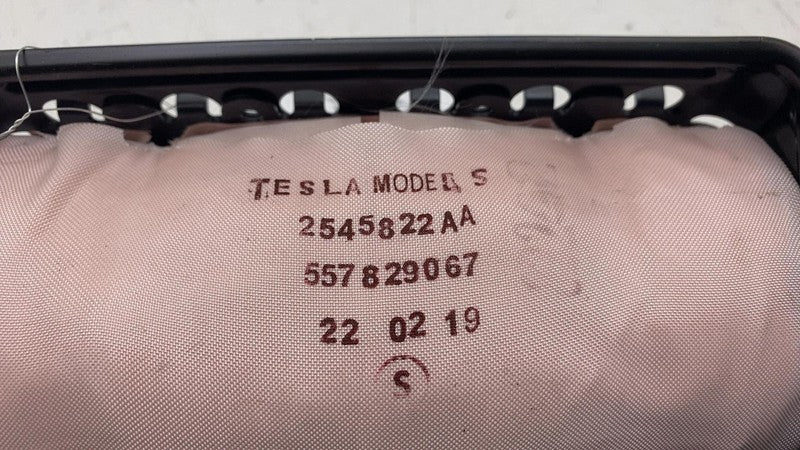 TESLA MODEL S
2545822AA
557829067
22 02 19
S